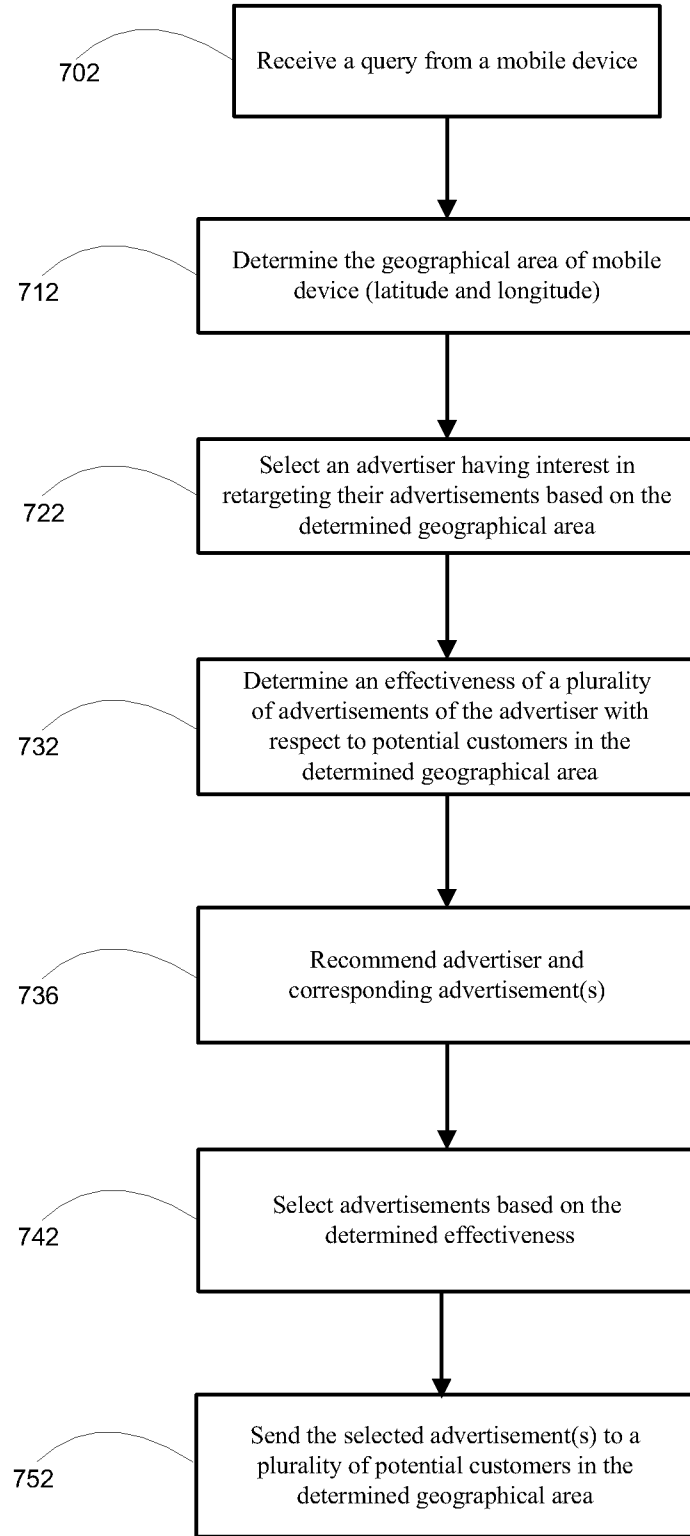 Receive a query from a mobile device
702
Determine the geographical area of mobile
device (latitude and longitude)
712
Select an advertiser having interest in
retargeting their advertisements based on the
determined geographical area
722
Determine an effectiveness of a plurality
of advertisements of the advertiser with
respect to potential customers in the
determined geographical area
732
Recommend advertiser and
corresponding advertisement(s)
736
Select advertisements based on the
determined effectiveness
742
Send the selected advertisement(s) to a
plurality of potential customers in the
determined geographical area
752